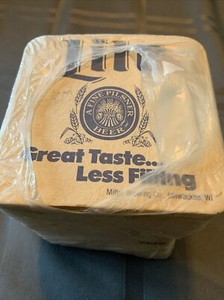 Lite
A FINE PILSNER
BEER
Great Taste...
Less Filling
Miller Brewing Co., Milwaukee, WI